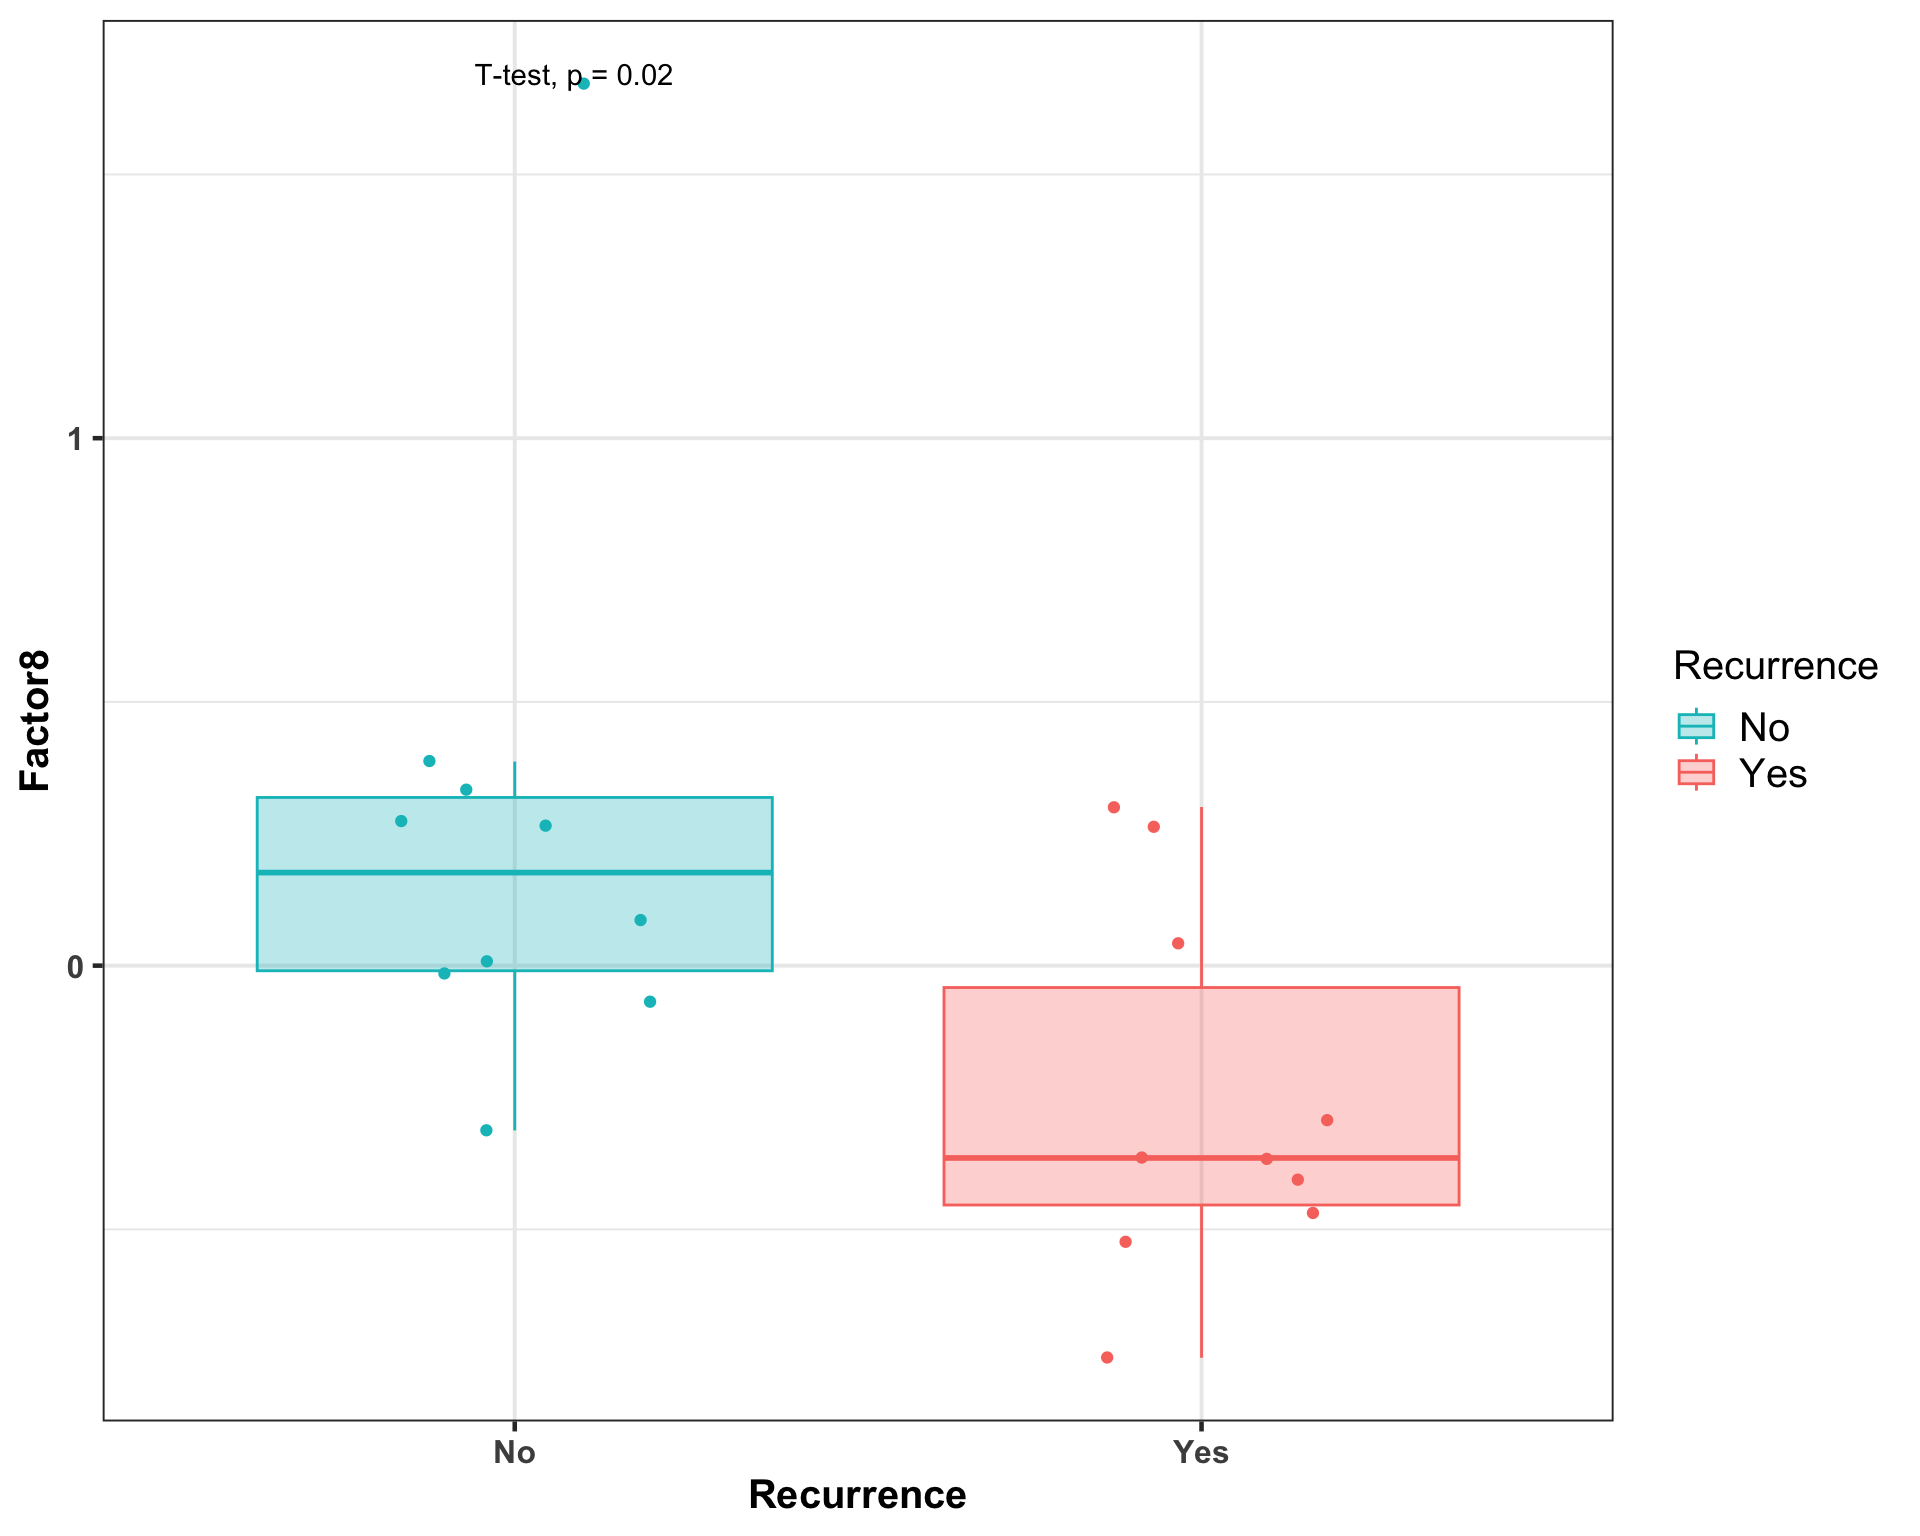 T-test, p = 0.02
1
0
Factor8
No
Yes
Recurrence
Recurrence
No
Yes